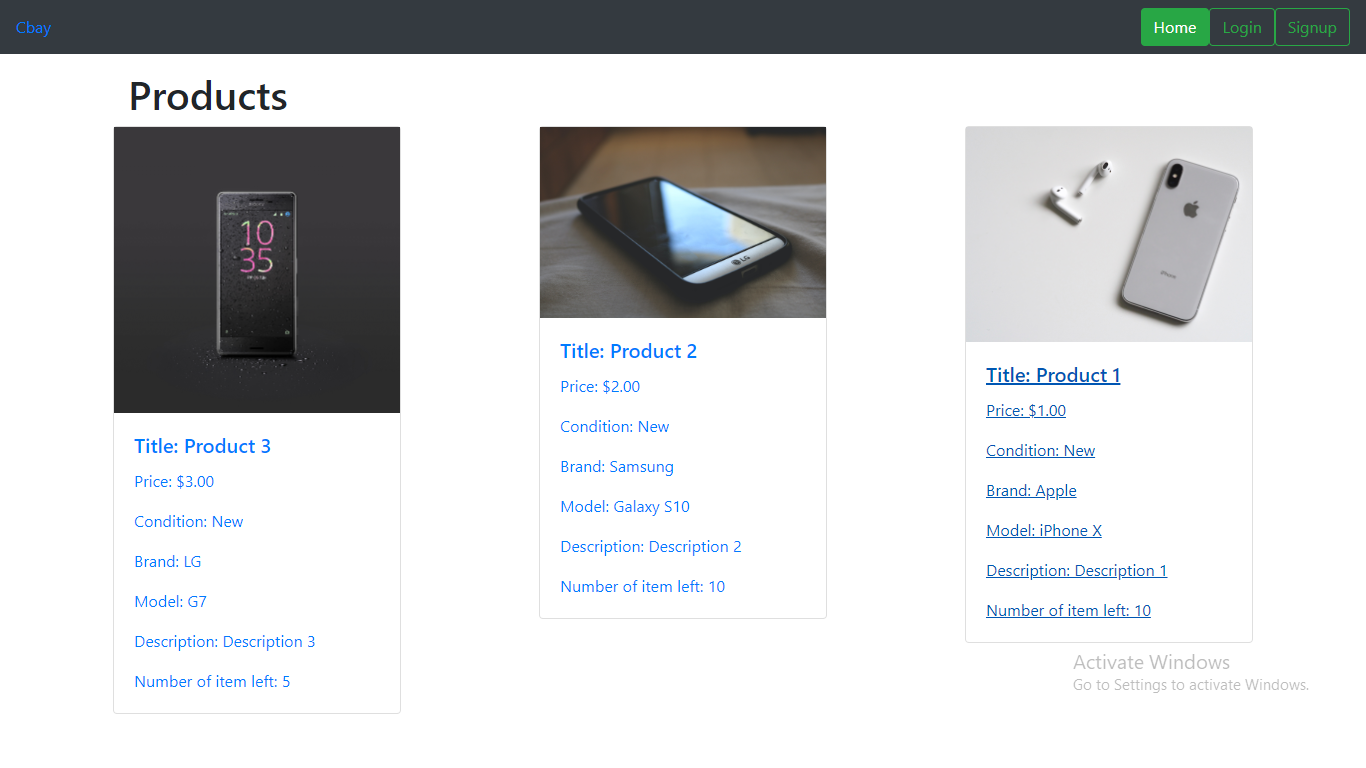 Cbay
Home
Login
Signup
Products
10
35
Title: Product 3
Price: $3.00
Condition: New
Brand: LG
Model: G7
Description: Description 3
Number of item left: 5
LG
Title: Product 2
Price: $2.00
Condition: New
Brand: Samsung
Model: Galaxy S10
Description: Description 2
Number of item left: 10
iPhone
Title: Product 1
Price: $1.00
Condition: New
Brand: Apple
Model: iPhone X
Description: Description 1
Number of item left: 10
Activate Windows
Go to Settings to activate Windows.